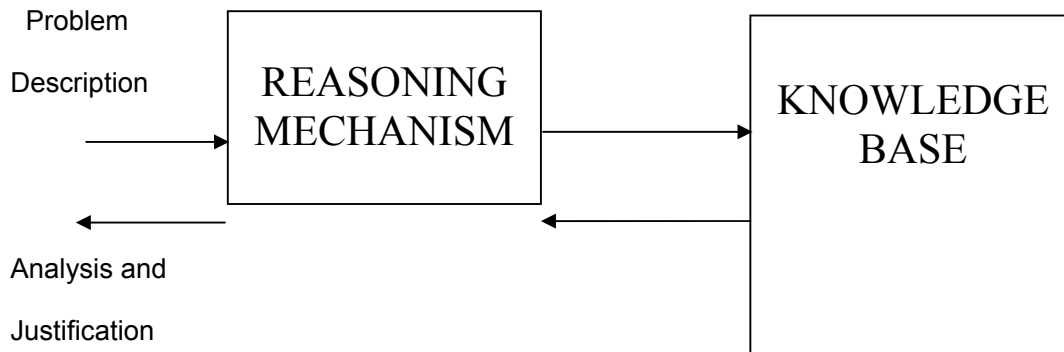 Problem
Description
REASONING
MECHANISM
KNOWLEDGE
BASE
Analysis and
Justification